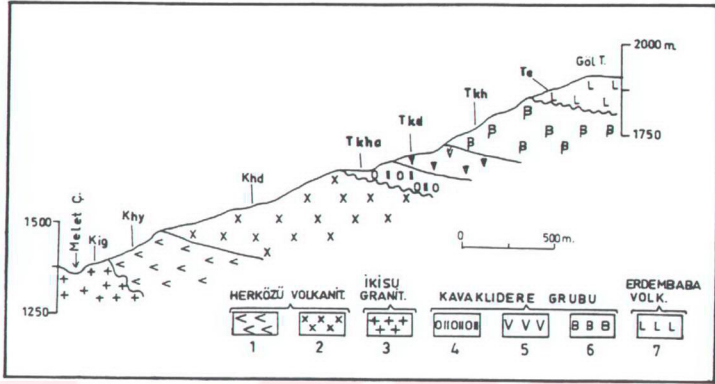 2000 m.
Göl T.
Te
Tkh
1750
Tkd
Tkha
Khd
1500
Khy
Melet Ç.
Kig
1250
0 500 m.
HERKÖZÜ VOLKANİT.
İKİSU GRANİT.
KAVAKLIDERE GRUBU
ERDEMBABA VOLK.
1 2 3 4 5 6 7